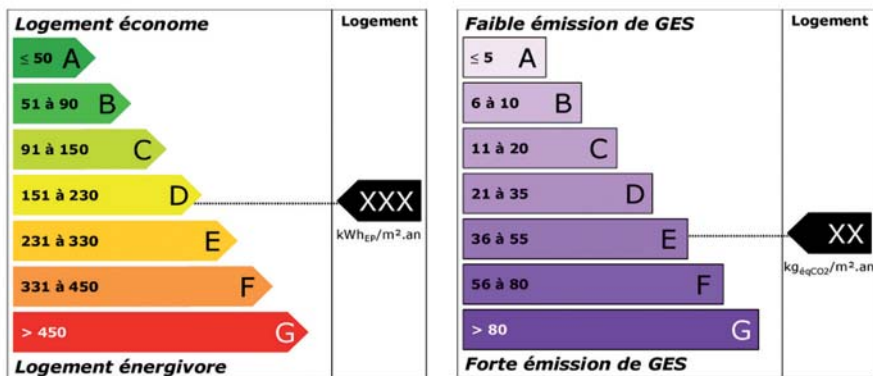 Logement économe
Logement
≤ 50 A
51 à 90 B
91 à 150 C
151 à 230 D
XXX
kWhEP/m².an
231 à 330 E
331 à 450 F
> 450 G
Logement énergivore
Faible émission de GES
Logement
≤ 5 A
6 à 10 B
11 à 20 C
21 à 35 D
36 à 55 E
XX
kgéqCO2/m².an
56 à 80 F
> 80 G
Forte émission de GES